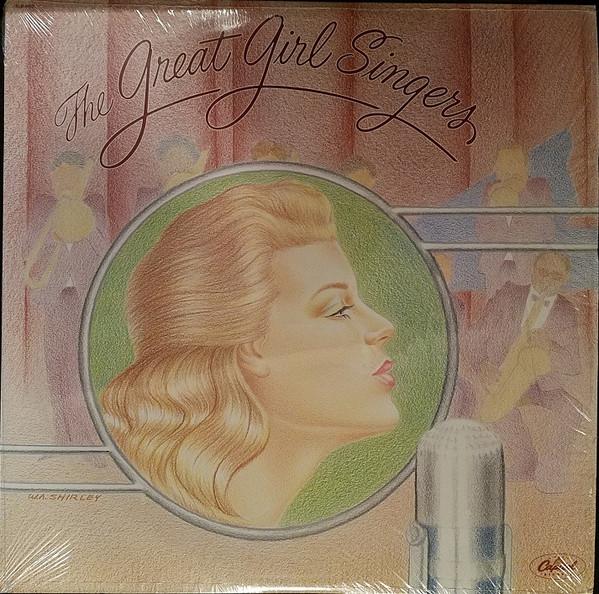 The Great Girl Singers
W.A. SHIRLEY
Capitol